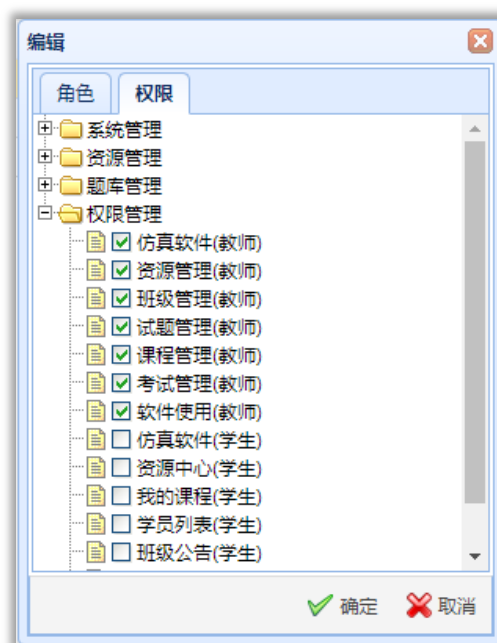 编辑
角色 权限
系统管理
资源管理
题库管理
权限管理
仿真软件(教师)
资源管理(教师)
班级管理(教师)
试题管理(教师)
课程管理(教师)
考试管理(教师)
软件使用(教师)
仿真软件(学生)
资源中心(学生)
我的课程(学生)
学员列表(学生)
班级公告(学生)
确定 取消